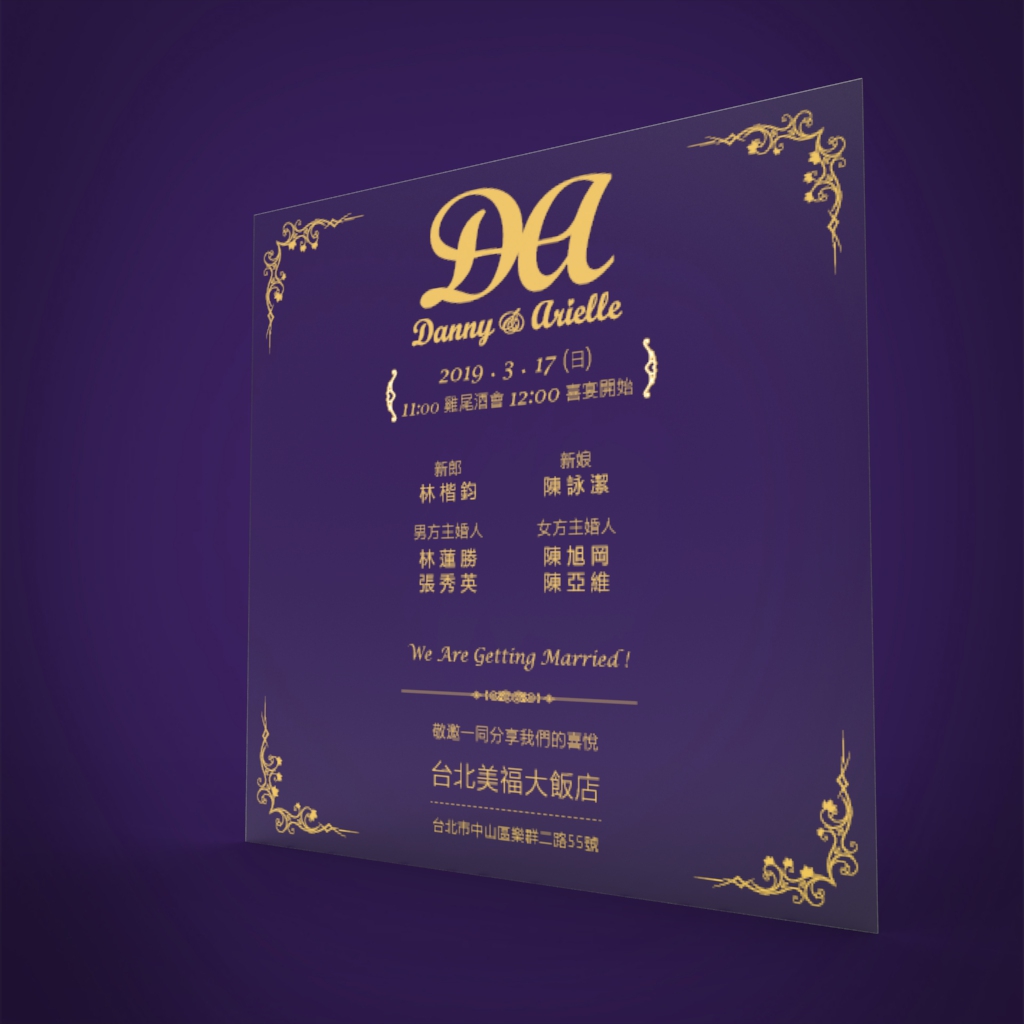 DA
Danny & Arielle
2019 . 3 . 17 (日)
11:00 雞尾酒會 12:00 喜宴開始
新郎
林楷鈞
新娘
陳詠潔
男方主婚人
林蓮勝
張秀英
女方主婚人
陳旭岡
陳亞維
We Are Getting Married !
敬邀一同分享我們的喜悅
台北美福大飯店
台北市中山區樂群二路55號